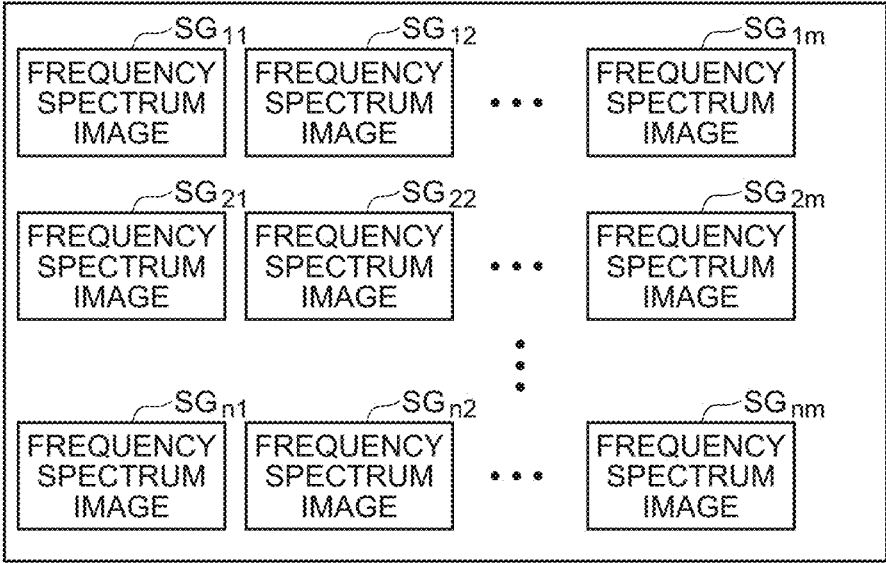 SG11 SG12 SG1m
FREQUENCY SPECTRUM IMAGE
FREQUENCY SPECTRUM IMAGE
...
FREQUENCY SPECTRUM IMAGE
SG21 SG22 SG2m
FREQUENCY SPECTRUM IMAGE
FREQUENCY SPECTRUM IMAGE
...
FREQUENCY SPECTRUM IMAGE
SGn1 SGn2 SGnm
FREQUENCY SPECTRUM IMAGE
FREQUENCY SPECTRUM IMAGE
...
FREQUENCY SPECTRUM IMAGE